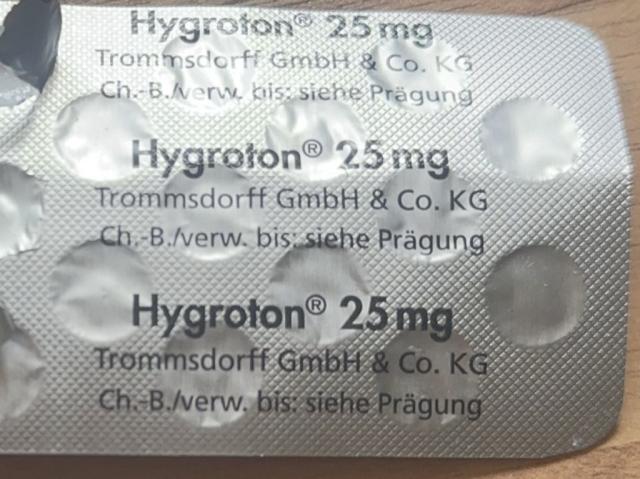 Hygroton® 25 mg
Trommsdorff GmbH & Co. KG
Ch.-B./verw. bis: siehe Prägung
Hygroton® 25 mg
Trommsdorff GmbH & Co. KG
Ch.-B./verw. bis: siehe Prägung
Hygroton® 25 mg
Trommsdorff GmbH & Co. KG
Ch.-B./verw. bis: siehe Prägung